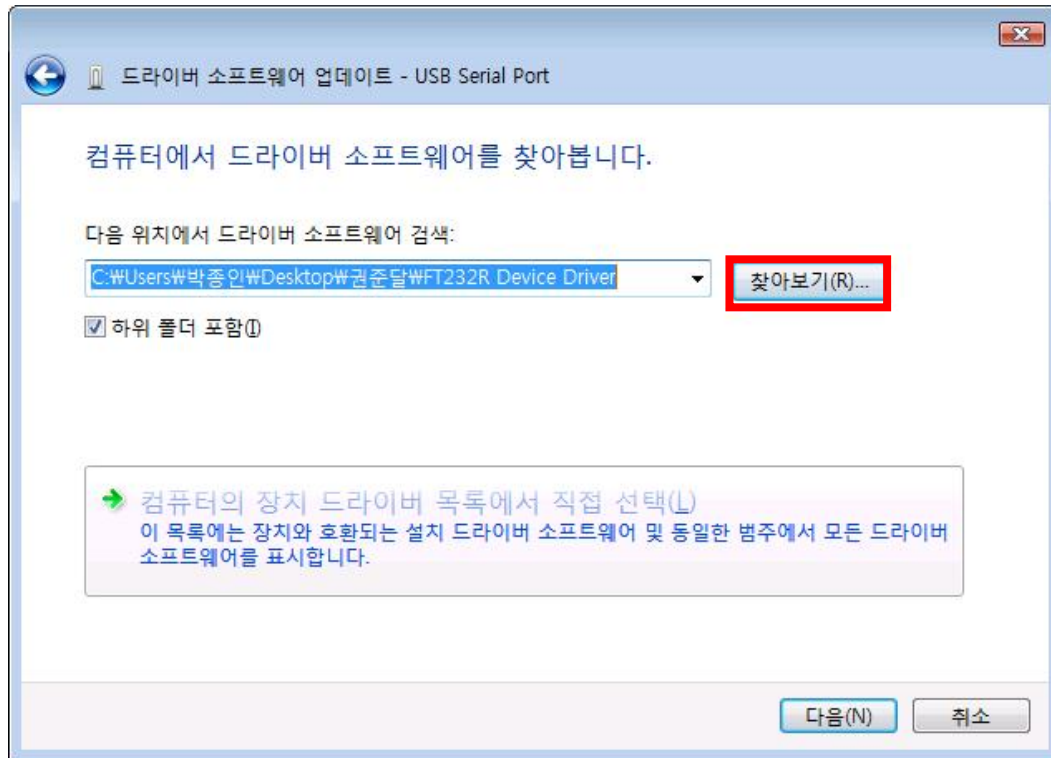 드라이버 소프트웨어 업데이트 - USB Serial Port
컴퓨터에서 드라이버 소프트웨어를 찾아봅니다.
다음 위치에서 드라이버 소프트웨어 검색:
C:₩Users₩박종인₩Desktop₩권준달₩FT232R Device Driver
찾아보기(R)...
하위 폴더 포함(I)
컴퓨터의 장치 드라이버 목록에서 직접 선택(L)
이 목록에는 장치와 호환되는 설치 드라이버 소프트웨어 및 동일한 범주에서 모든 드라이버
소프트웨어를 표시합니다.
다음(N)
취소